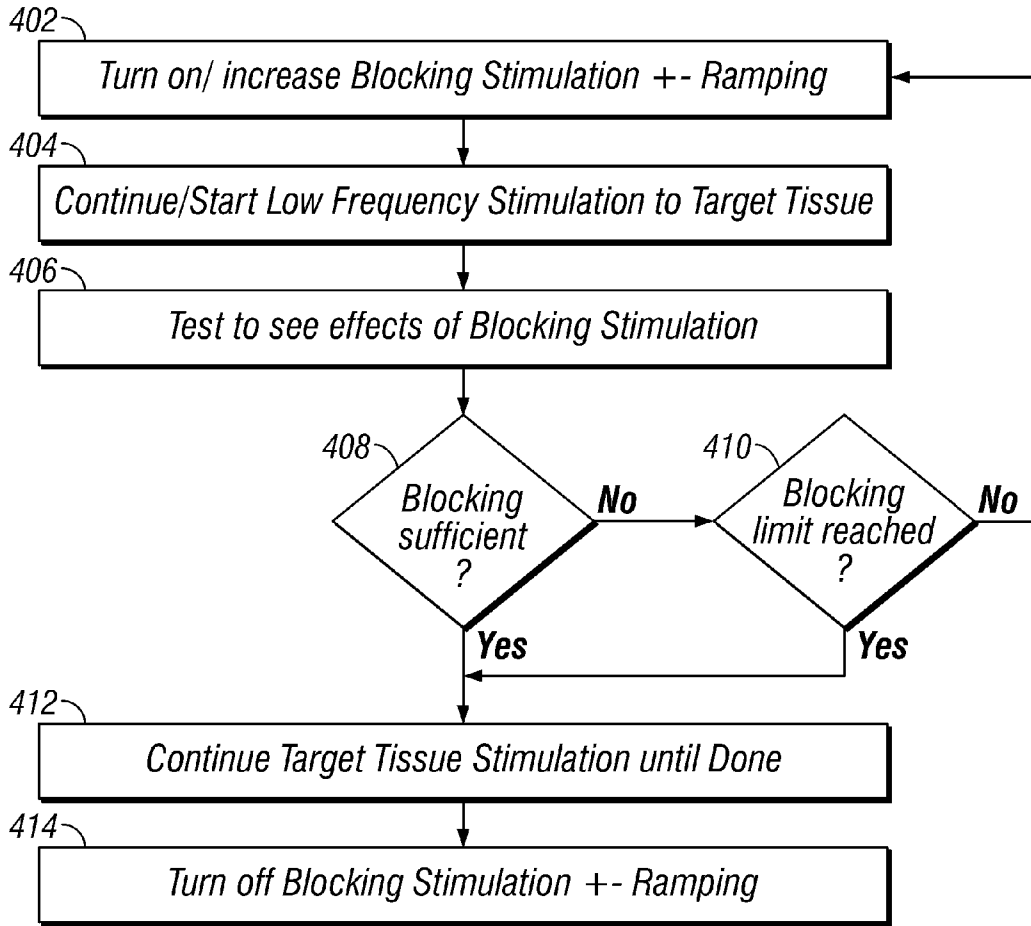 402
Turn on/ increase Blocking Stimulation +- Ramping
404
Continue/Start Low Frequency Stimulation to Target Tissue
406
Test to see effects of Blocking Stimulation
408
Blocking
sufficient
?
No
Yes
410
Blocking
limit reached
?
No
Yes
412
Continue Target Tissue Stimulation until Done
414
Turn off Blocking Stimulation +- Ramping